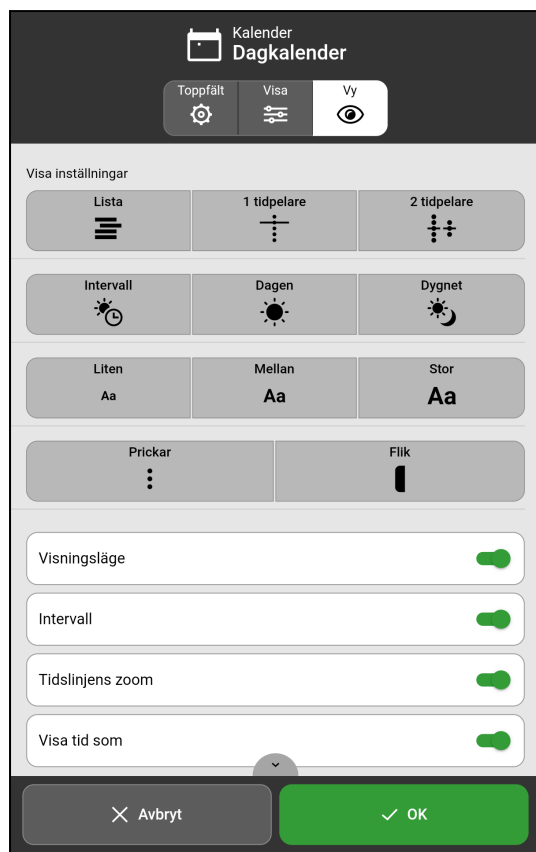 Kalender
Dagkalender
Toppfält Visa Vy
Visa inställningar
Lista 1 tidpelare 2 tidpelare
Intervall Dagen Dygnet
Liten Mellan Stor
Aa Aa Aa
Prickar Flik
Visningsläge
Intervall
Tidslinjens zoom
Visa tid som
Avbryt OK